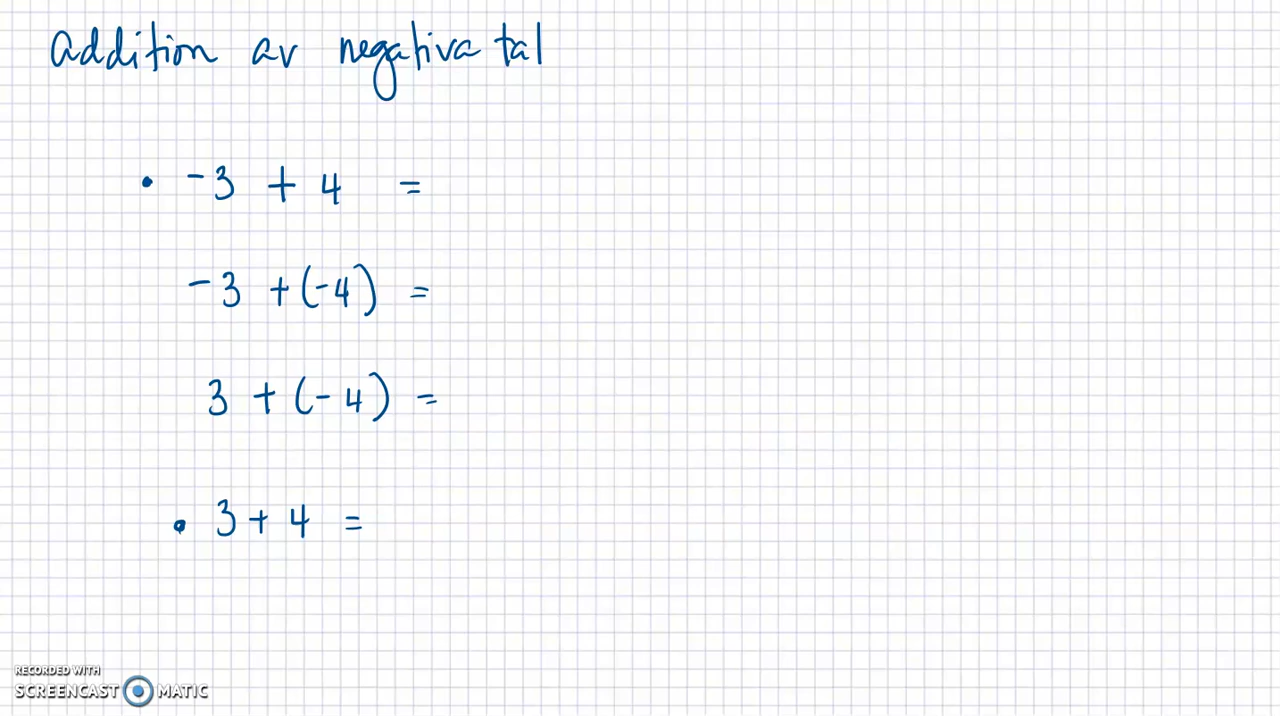 addition av negativa tal
• -3 + 4 =
-3 + (-4) =
3 + (-4) =
• 3 + 4 =
RECORDED WITH
SCREENCAST MATIC